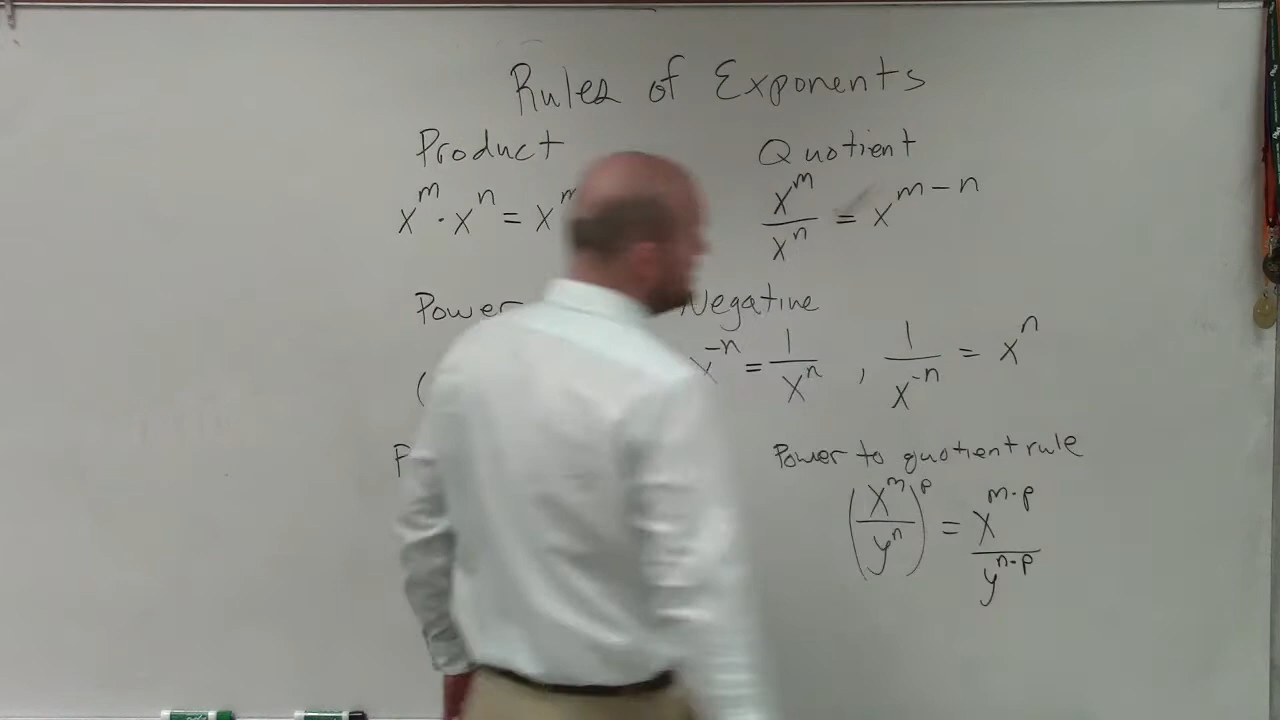 Rules of Exponents
Product
x^m · x^n = x^m
Quotient
x^m/x^n = x^(m-n)
Power
(
Negative
x^(-n) = 1/x^n , 1/x^(-n) = x^n
P
Power to quotient rule
(x^m/y^n)^p = x^(m·p)/y^(n·p)